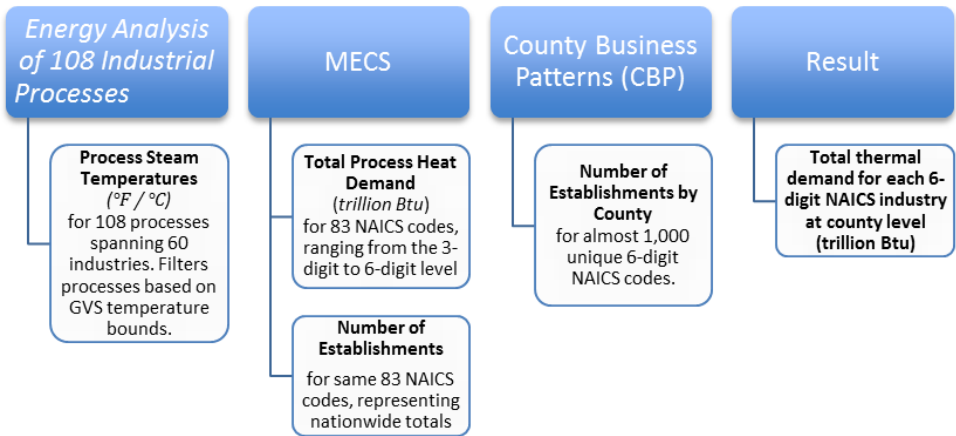 Energy Analysis
of 108 Industrial
Processes
Process Steam
Temperatures
(°F / °C)
for 108 processes
spanning 60
industries. Filters
processes based on
GVS temperature
bounds.
MECS
Total Process Heat
Demand
(trillion Btu)
for 83 NAICS codes,
ranging from the 3-
digit to 6-digit level
Number of
Establishments
for same 83 NAICS
codes, representing
nationwide totals
County Business
Patterns (CBP)
Number of
Establishments by
County
for almost 1,000
unique 6-digit
NAICS codes.
Result
Total thermal
demand for each 6-
digit NAICS industry
at county level
(trillion Btu)